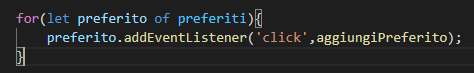 for(let preferito of preferiti){
    preferito.addEventListener('click',aggiungiPreferito);
}